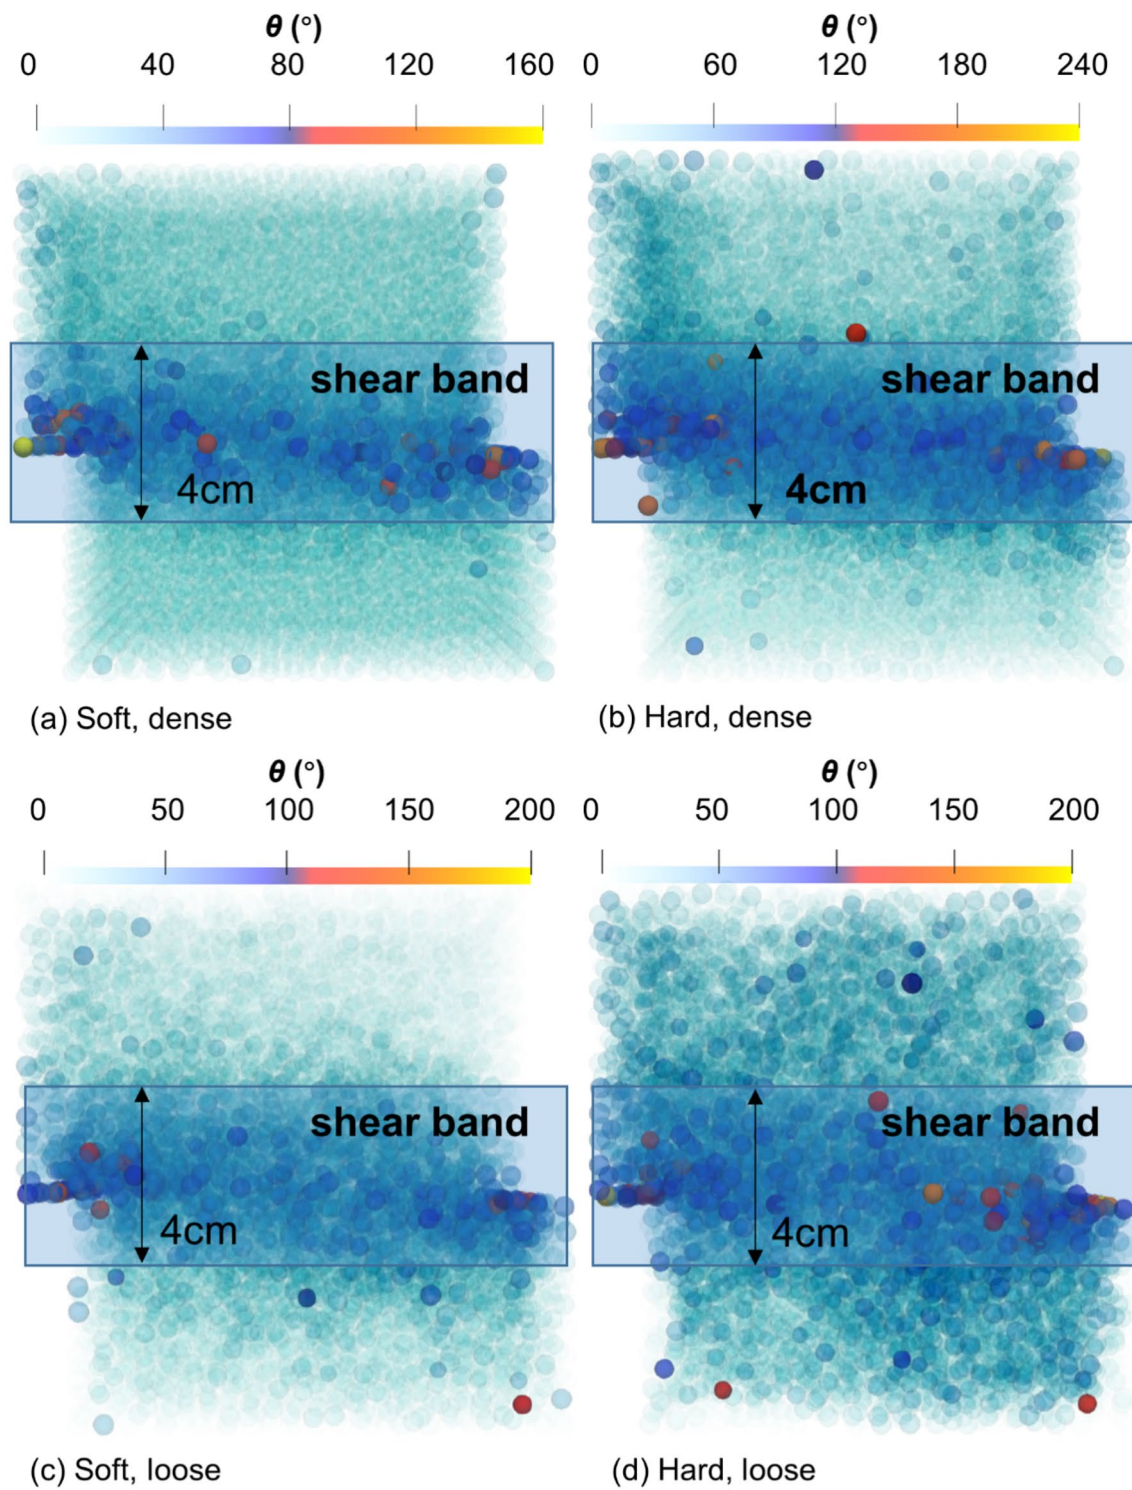 θ (°) θ (°)
0 40 80 120 160 0 60 120 180 240
shear band shear band
4cm 4cm
(a) Soft, dense (b) Hard, dense
θ (°) θ (°)
0 50 100 150 200 0 50 100 150 200
shear band shear band
4cm 4cm
(c) Soft, loose (d) Hard, loose